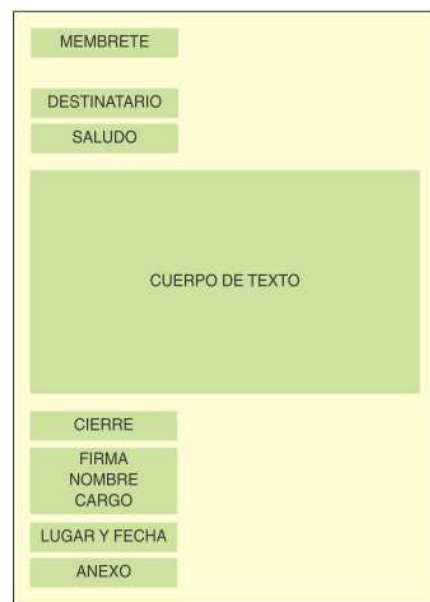 MEMBRETE
DESTINATARIO
SALUDO
CUERPO DE TEXTO
CIERRE
FIRMA
NOMBRE
CARGO
LUGAR Y FECHA
ANEXO